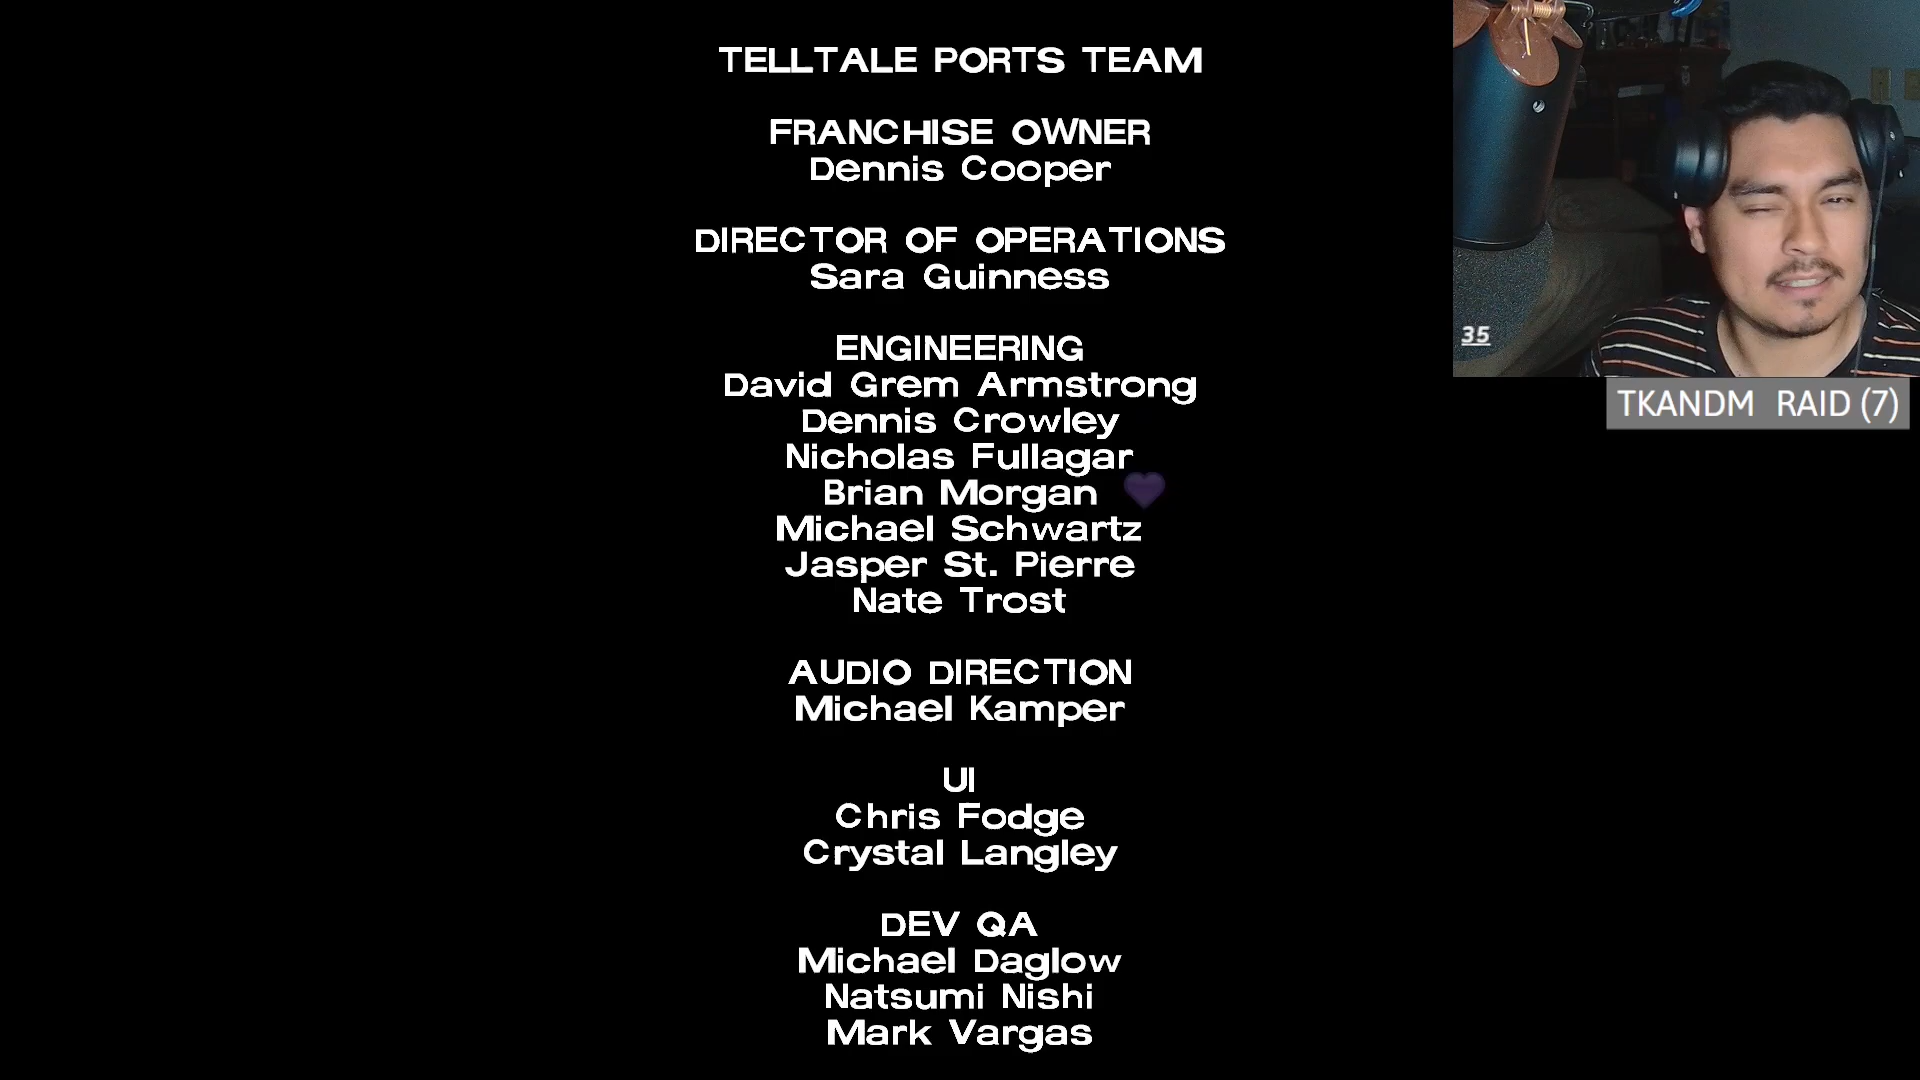 TELLTALE PORTS TEAM
FRANCHISE OWNER
Dennis Cooper
DIRECTOR OF OPERATIONS
Sara Guinness
ENGINEERING
David Grem Armstrong
Dennis Crowley
Nicholas Fullagar
Brian Morgan
Michael Schwartz
Jasper St. Pierre
Nate Trost
AUDIO DIRECTION
Michael Kamper
UI
Chris Fodge
Crystal Langley
DEV QA
Michael Daglow
Natsumi Nishi
Mark Vargas
35
TKANDM RAID (7)